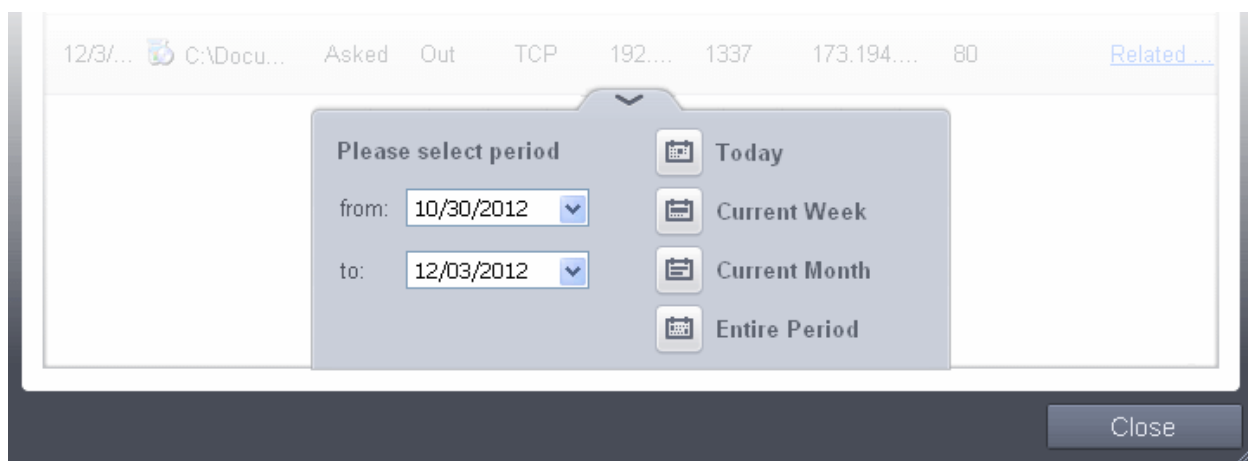 12/3/... C:\Docu... Asked Out TCP 192.... 1337 173.194.... 80 Related ...
Please select period
from: 10/30/2012
to: 12/03/2012
Today
Current Week
Current Month
Entire Period
Close